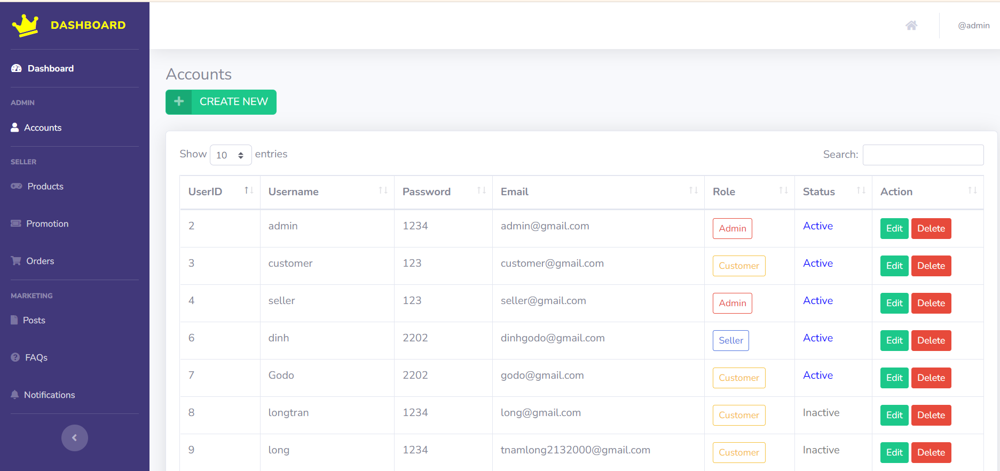 DASHBOARD
@admin
Dashboard
ADMIN
Accounts
SELLER
Products
Promotion
Orders
MARKETING
Posts
FAQs
Notifications
Accounts
CREATE NEW
Show 10 entries
Search:
UserID Username Password Email Role Status Action
2 admin 1234 admin@gmail.com Admin Active Edit Delete
3 customer 123 customer@gmail.com Customer Active Edit Delete
4 seller 123 seller@gmail.com Admin Active Edit Delete
6 dinh 2202 dinhgodo@gmail.com Seller Active Edit Delete
7 Godo 2202 godo@gmail.com Customer Active Edit Delete
8 longtran 1234 long@gmail.com Customer Inactive Edit Delete
9 long 1234 tnamlong2132000@gmail.com Customer Inactive Edit Delete